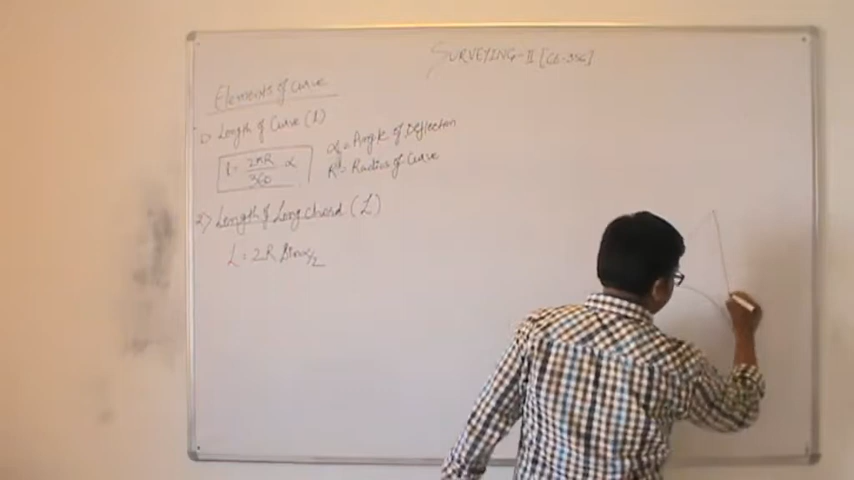 SURVEYING-II [CE-356]
Elements of Curve
1) Length of Curve (l)
l = 2πR/360 α
α = Angle of Deflection
R = Radius of Curve
2) Length of Long Chord (L)
L = 2R Sin α/2